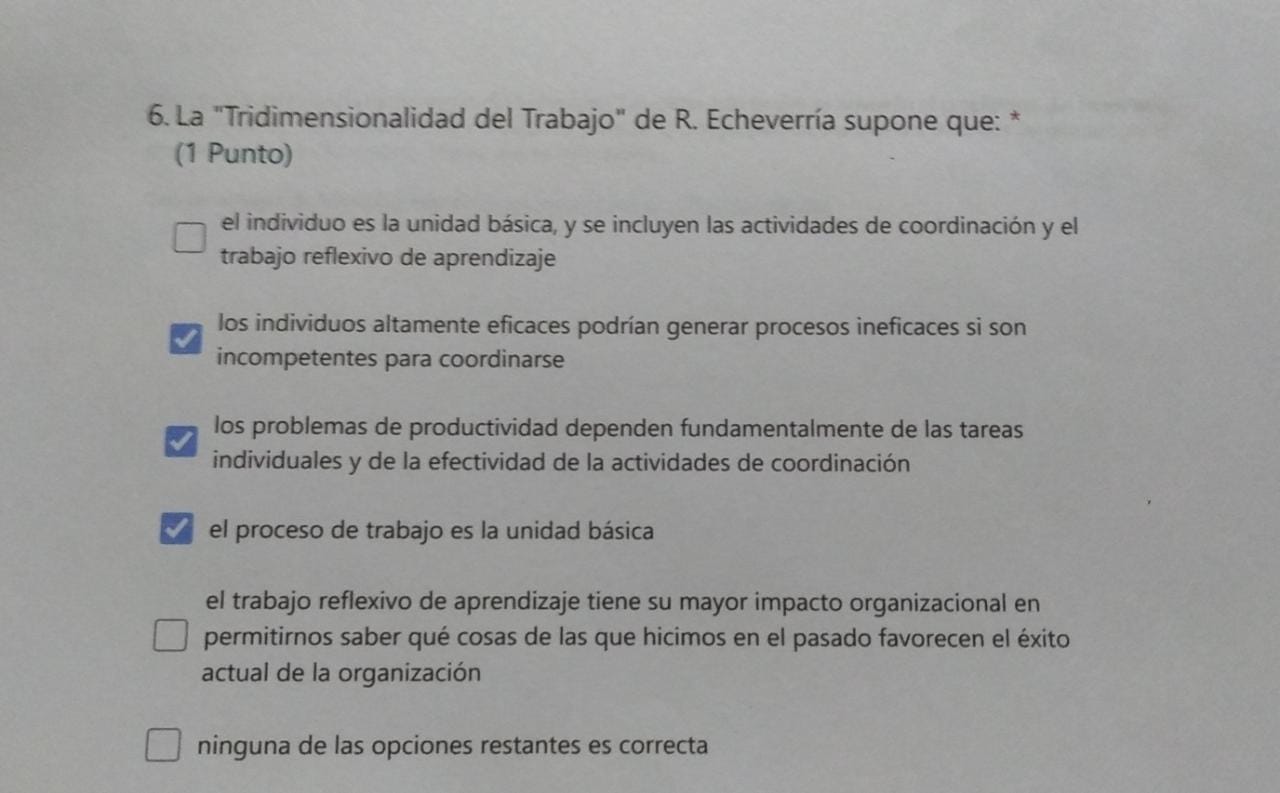 6. La "Tridimensionalidad del Trabajo" de R. Echeverría supone que: *
(1 Punto)
el individuo es la unidad básica, y se incluyen las actividades de coordinación y el
trabajo reflexivo de aprendizaje
los individuos altamente eficaces podrían generar procesos ineficaces si son
incompetentes para coordinarse
los problemas de productividad dependen fundamentalmente de las tareas
individuales y de la efectividad de la actividades de coordinación
el proceso de trabajo es la unidad básica
el trabajo reflexivo de aprendizaje tiene su mayor impacto organizacional en
permitirnos saber qué cosas de las que hicimos en el pasado favorecen el éxito
actual de la organización
ninguna de las opciones restantes es correcta